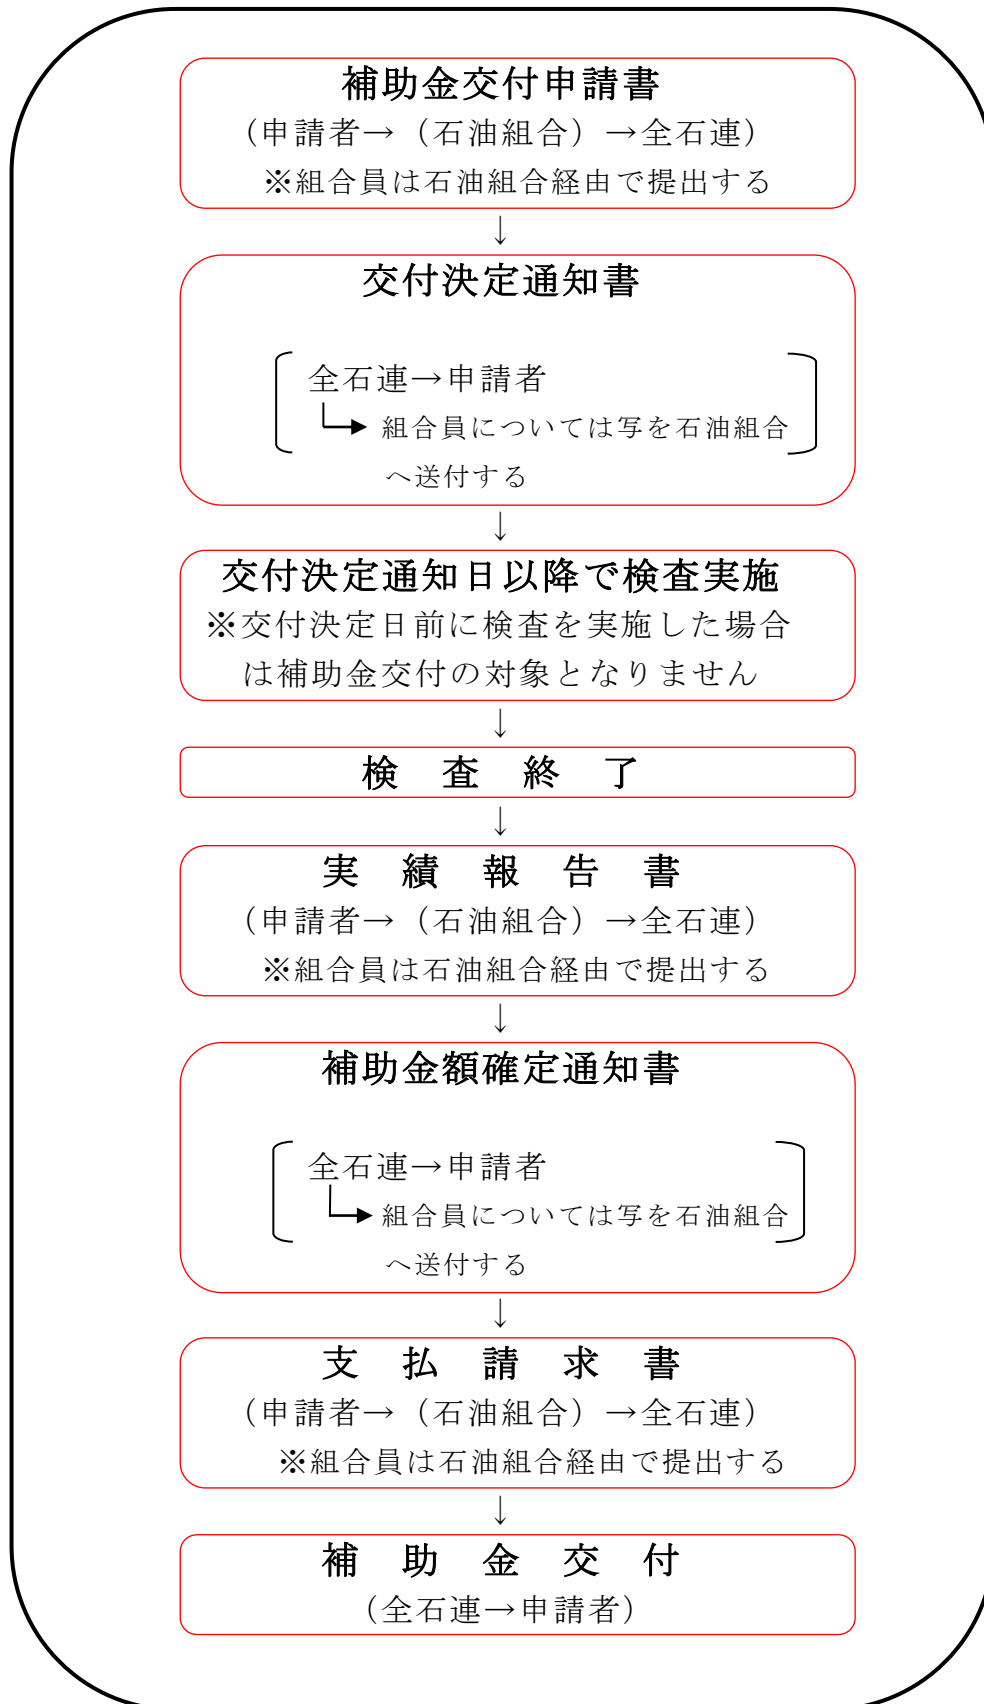 補助金交付申請書
（申請者→（石油組合）→全石連）
※組合員は石油組合経由で提出する
↓
交付決定通知書
全石連→申請者
組合員については写を石油組合
へ送付する
↓
交付決定通知日以降で検査実施
※交付決定日前に検査を実施した場合
は補助金交付の対象となりません
↓
検　査　終　了
↓
実　績　報　告　書
（申請者→（石油組合）→全石連）
※組合員は石油組合経由で提出する
↓
補助金額確定通知書
全石連→申請者
組合員については写を石油組合
へ送付する
↓
支　払　請　求　書
（申請者→（石油組合）→全石連）
※組合員は石油組合経由で提出する
↓
補　助　金　交　付
（全石連→申請者）